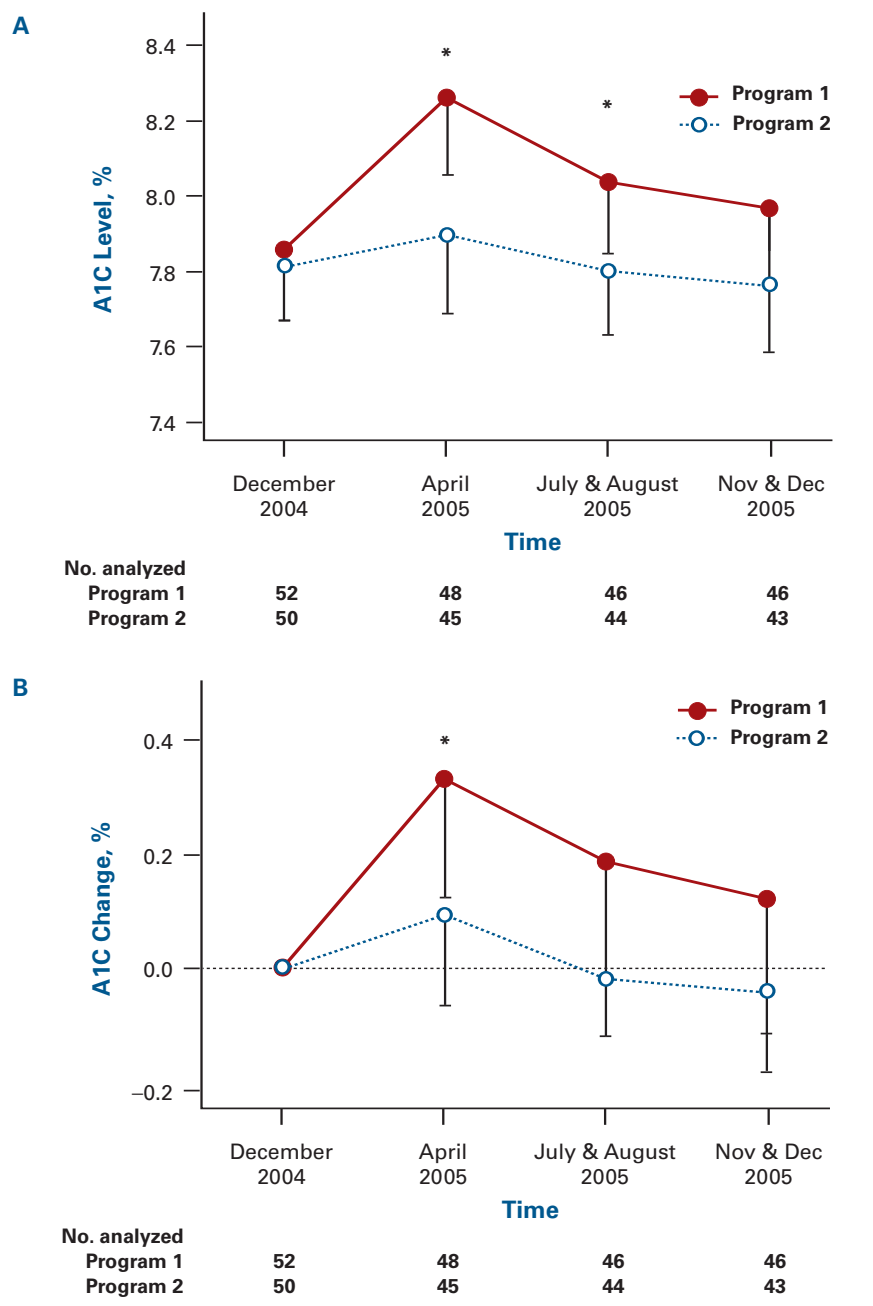 A
8.4
8.2
8.0
7.8
7.6
7.4
A1C Level, %
*
*
Program 1
Program 2
December April July & August Nov & Dec
2004 2005 2005 2005
Time
No. analyzed
Program 1 52 48 46 46
Program 2 50 45 44 43
B
0.4
0.2
0.0
–0.2
A1C Change, %
*
Program 1
Program 2
December April July & August Nov & Dec
2004 2005 2005 2005
Time
No. analyzed
Program 1 52 48 46 46
Program 2 50 45 44 43